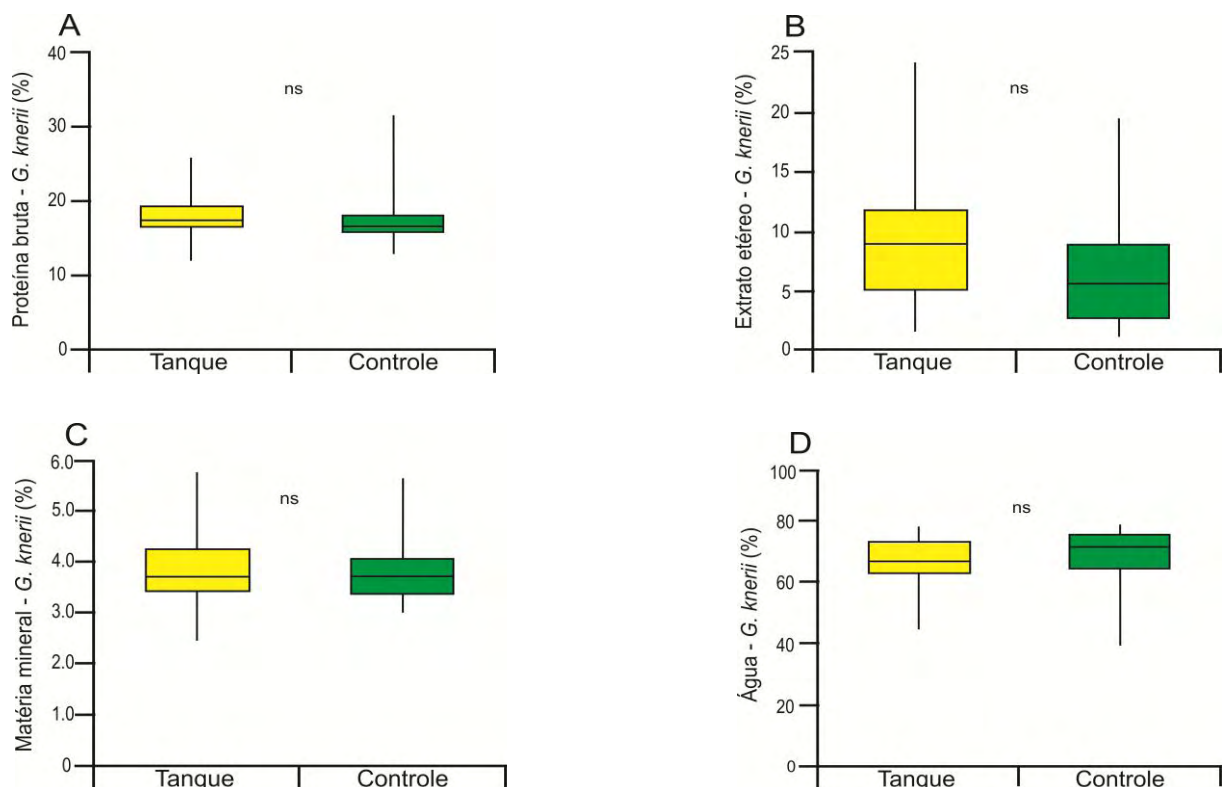 A
Proteína bruta - G. knerii (%)
40
30
20
10
0
ns
Tanque
Controle
B
Extrato etéreo - G. knerii (%)
25
20
15
10
5
0
ns
Tanque
Controle
C
Matéria mineral - G. knerii (%)
6.0
5.0
4.0
3.0
2.0
1.0
0
ns
Tanque
Controle
D
Água - G. knerii (%)
100
80
60
40
20
0
ns
Tanque
Controle